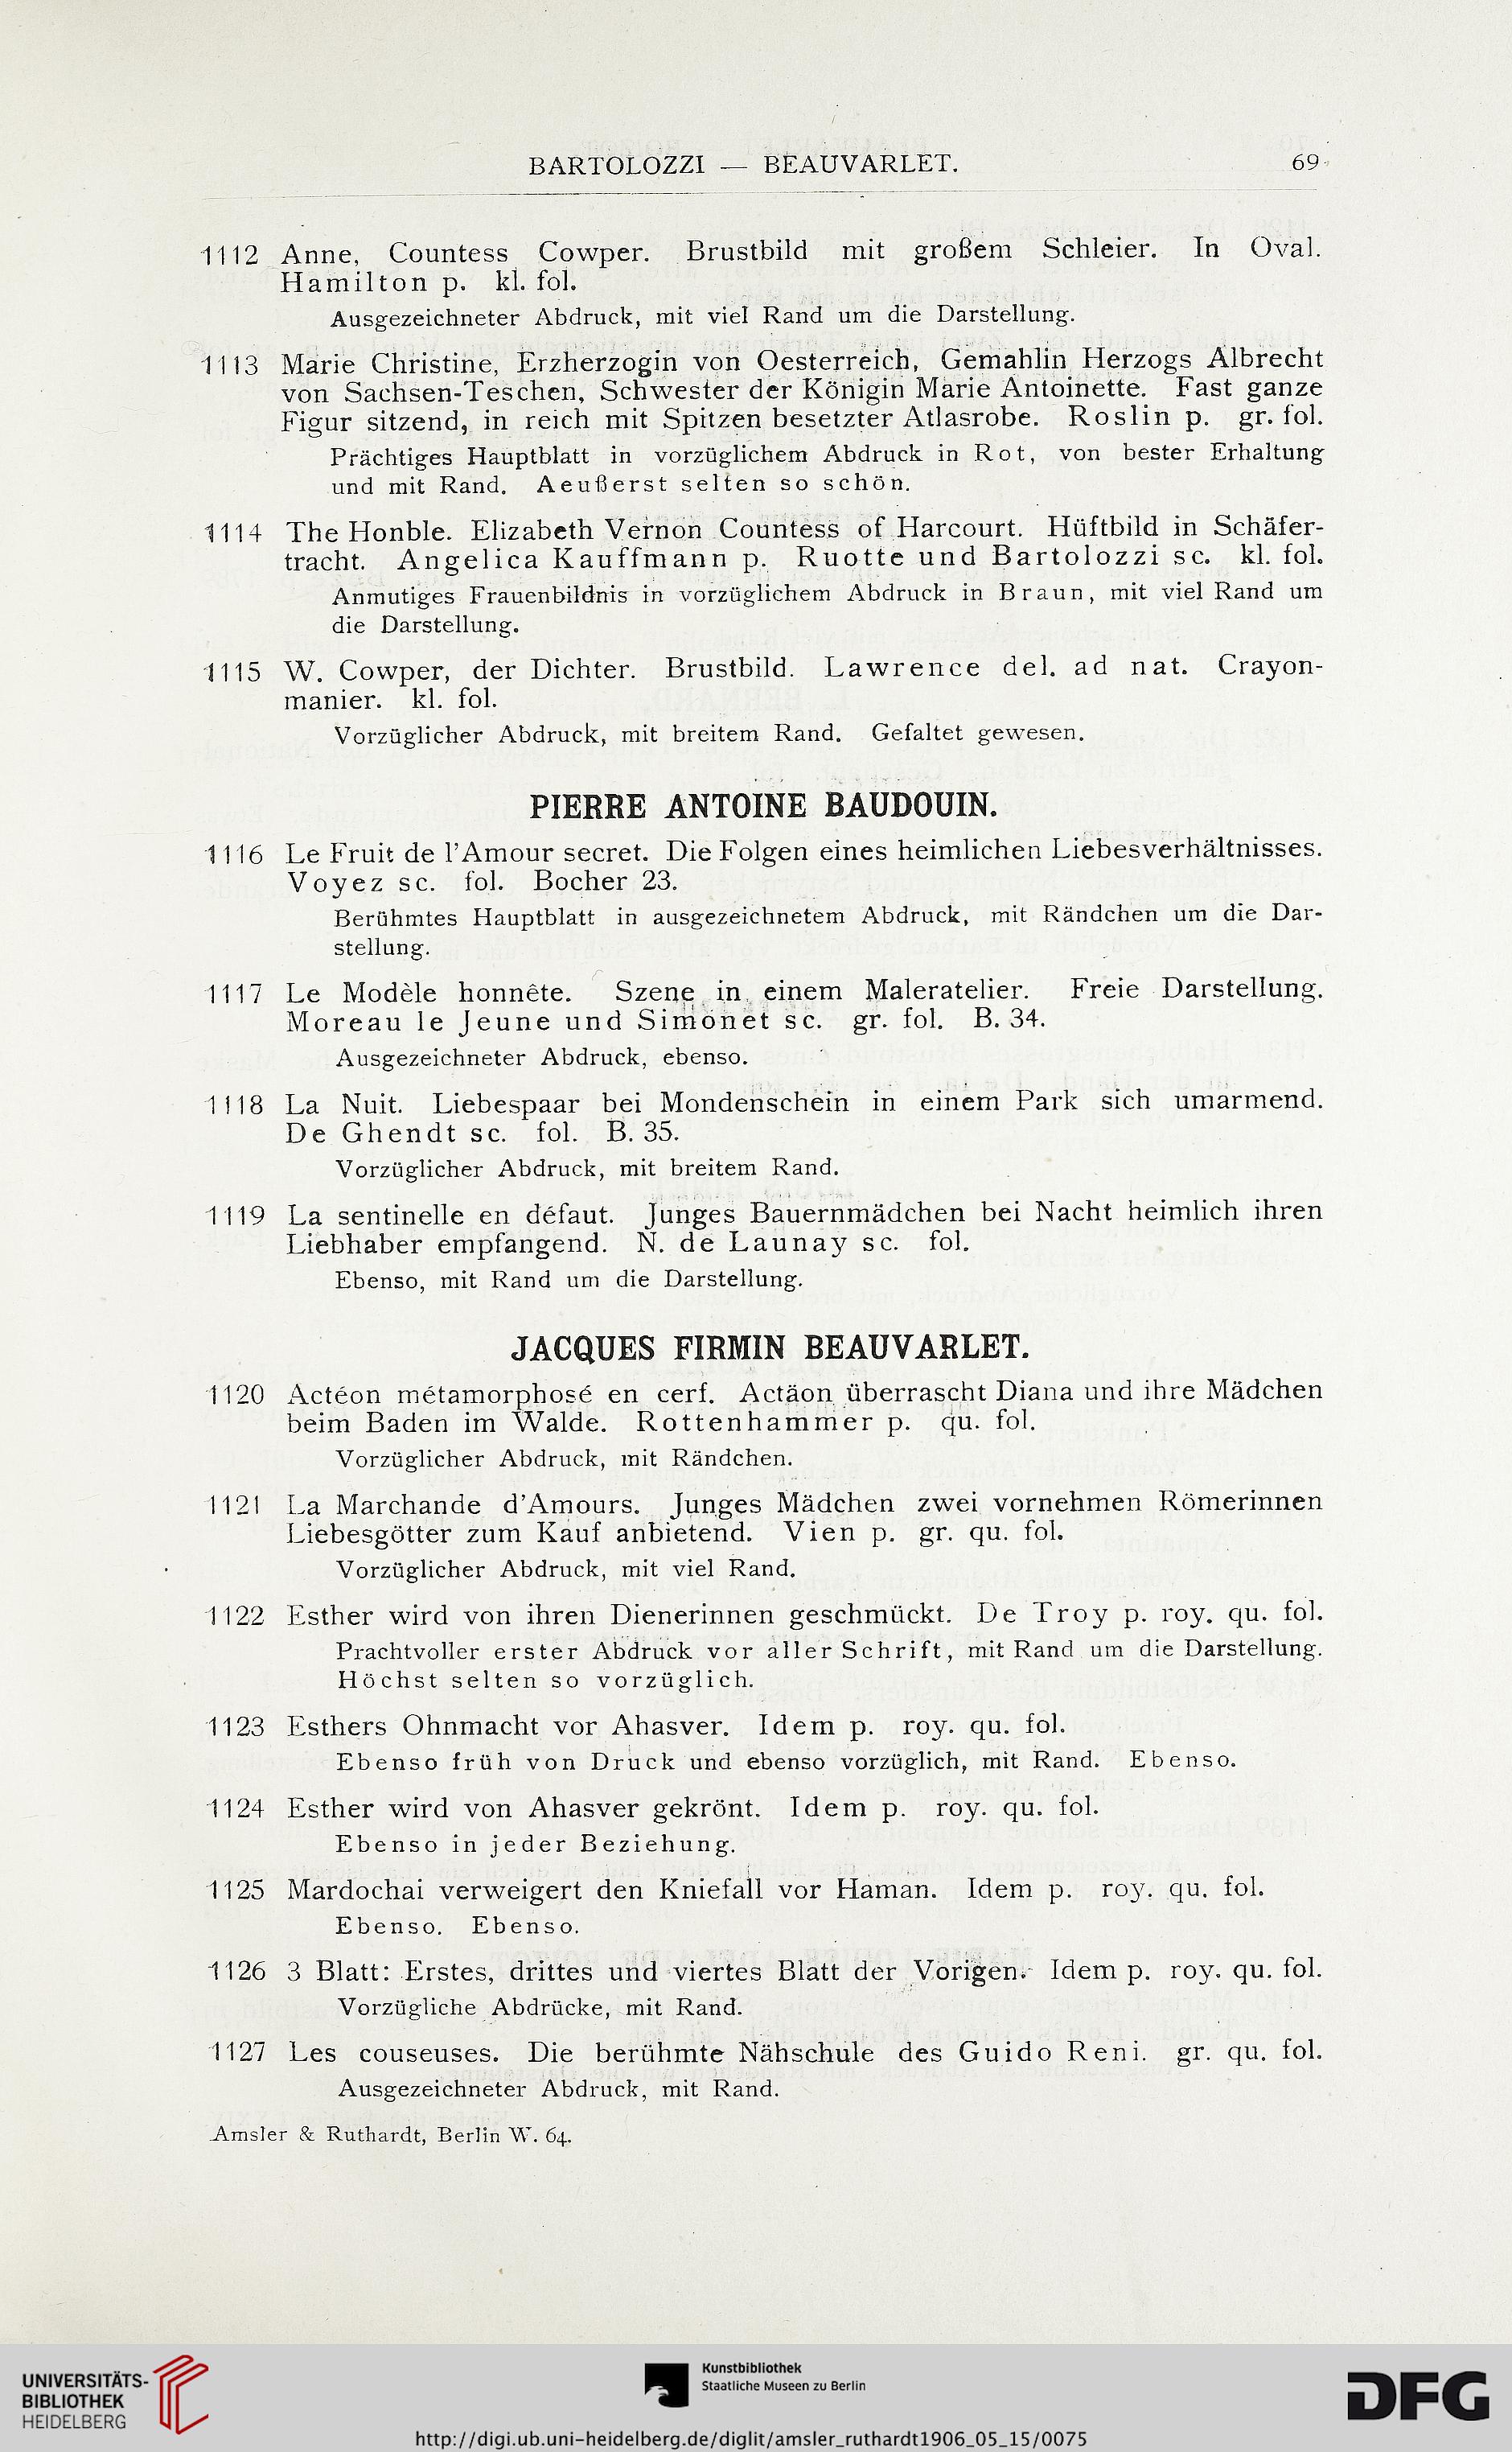 BARTOLOZZI — BEAUVARLET. 69
1112 Anne, Countess Cowper. Brustbild mit großem Schleier. In Oval.
Hamilton p. kl. fol.
Ausgezeichneter Abdruck, mit viel Rand um die Darstellung.
1113 Marie Christine, Erzherzogin von Oesterreich, Gemahlin Herzogs Albrecht
von Sachsen-Teschen, Schwester der Königin Marie Antoinette. Fast ganze
Figur sitzend, in reich mit Spitzen besetzter Atlasrobe. Roslin p. gr. fol.
Prächtiges Hauptblatt in vorzüglichem Abdruck in Rot, von bester Erhaltung
und mit Rand. Aeußerst selten so schön.
1114 The Honble. Elizabeth Vernon Countess of Harcourt. Hüftbild in Schäfer-
tracht. Angelica Kauffmann p. Ruotte und Bartolozzi sc. kl. fol.
Anmutiges Frauenbildnis in vorzüglichem Abdruck in Braun, mit viel Rand um
die Darstellung.
1115 W. Cowper, der Dichter. Brustbild. Lawrence del. ad nat. Crayon-
manier. kl. fol.
Vorzüglicher Abdruck, mit breitem Rand. Gefaltet gewesen.
PIERRE ANTOINE BAUDOUIN.
1116 Le Fruit de l'Amour secret. Die Folgen eines heimlichen Liebesverhältnisses.
Voyez sc. fol. Bocher 23.
Berühmtes Hauptblatt in ausgezeichnetem Abdruck, mit Rändchen um die Dar-
stellung.
1117 Le Modèle honnête. Szene in einem Maleratelier. Freie Darstellung.
Moreau le Jeune und Simonet sc. gr. fol. B. 34.
Ausgezeichneter Abdruck, ebenso.
1118 La Nuit. Liebespaar bei Mondenschein in einem Park sich umarmend.
De Ghendt sc. fol. B. 35.
Vorzüglicher Abdruck, mit breitem Rand.
1119 La sentinelle en défaut. Junges Bauernmädchen bei Nacht heimlich ihren
Liebhaber empfangend. N. de Launay sc. fol.
Ebenso, mit Rand um die Darstellung.
JACQUES FIRMIN BEAUVARLET.
1120 Actéon métamorphosé en cerf. Actäon überrascht Diana und ihre Mädchen
beim Baden im Walde. Rottenhammer p. qu. fol.
Vorzüglicher Abdruck, mit Rändchen.
1121 La Marchande d'Amours. Junges Mädchen zwei vornehmen Römerinnen
Liebesgötter zum Kauf anbietend. Vien p. gr. qu. fol.
Vorzüglicher Abdruck, mit viel Rand.
1122 Esther wird von ihren Dienerinnen geschmückt. De Troy p. roy. qu. fol.
Prachtvoller erster Abdruck vor aller Schrift, mit Rand um die Darstellung.
Höchst selten so vorzüglich.
1123 Esthers Ohnmacht vor Ahasver. Idem p. roy. qu. fol.
Ebenso früh von Druck und ebenso vorzüglich, mit Rand. Ebenso.
1124 Esther wird von Ahasver gekrönt. Idem p. roy. qu. fol.
Ebenso in jeder Beziehung.
1125 Mardochai verweigert den Kniefall vor Haman. Idem p. roy. qu. fol.
Ebenso. Ebenso.
1126 3 Blatt: Erstes, drittes und viertes Blatt der Vorigen. Idem p. roy. qu. fol.
Vorzügliche Abdrücke, mit Rand.
1127 Les couseuses. Die berühmte Nähschule des Guido Reni. gr. qu. fol.
Ausgezeichneter Abdruck, mit Rand.
Amsler & Ruthardt, Berlin W. 64.
UNIVERSITÄTS-
BIBLIOTHEK
HEIDELBERG
Kunstbibliothek
Staatliche Museen zu Berlin
DFG
http://digi.ub.uni-heidelberg.de/diglit/amsler_ruthardt1906_05_15/0075